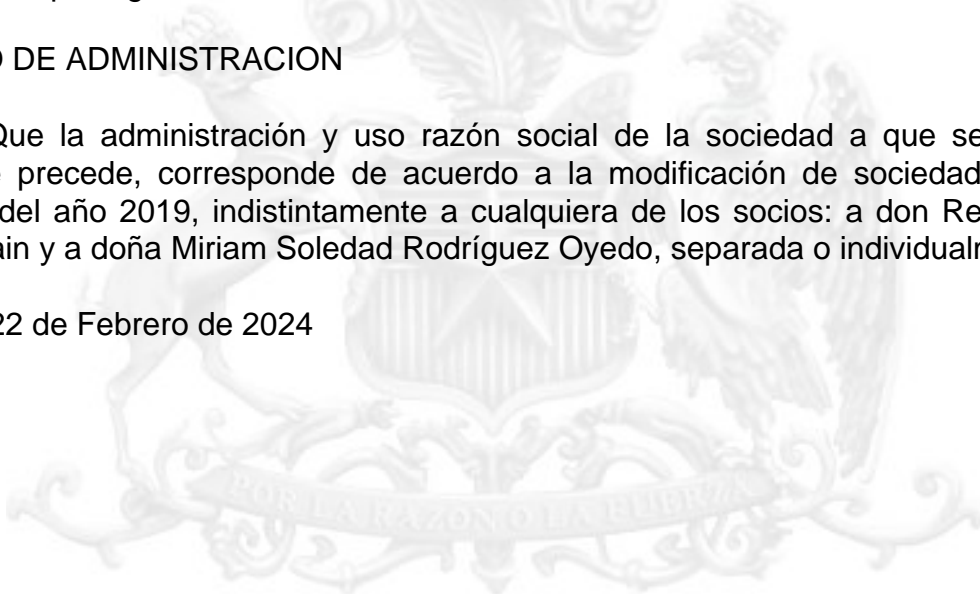 DE ADMINISTRACION
Que la administración y uso razón social de la sociedad a que se
precede, corresponde de acuerdo a la modificación de sociedad
del año 2019, indistintamente a cualquiera de los socios: a don Re
ain y a doña Miriam Soledad Rodríguez Oyedo, separada o individualm
22 de Febrero de 2024
POR LA RAZON O LA FUERZA